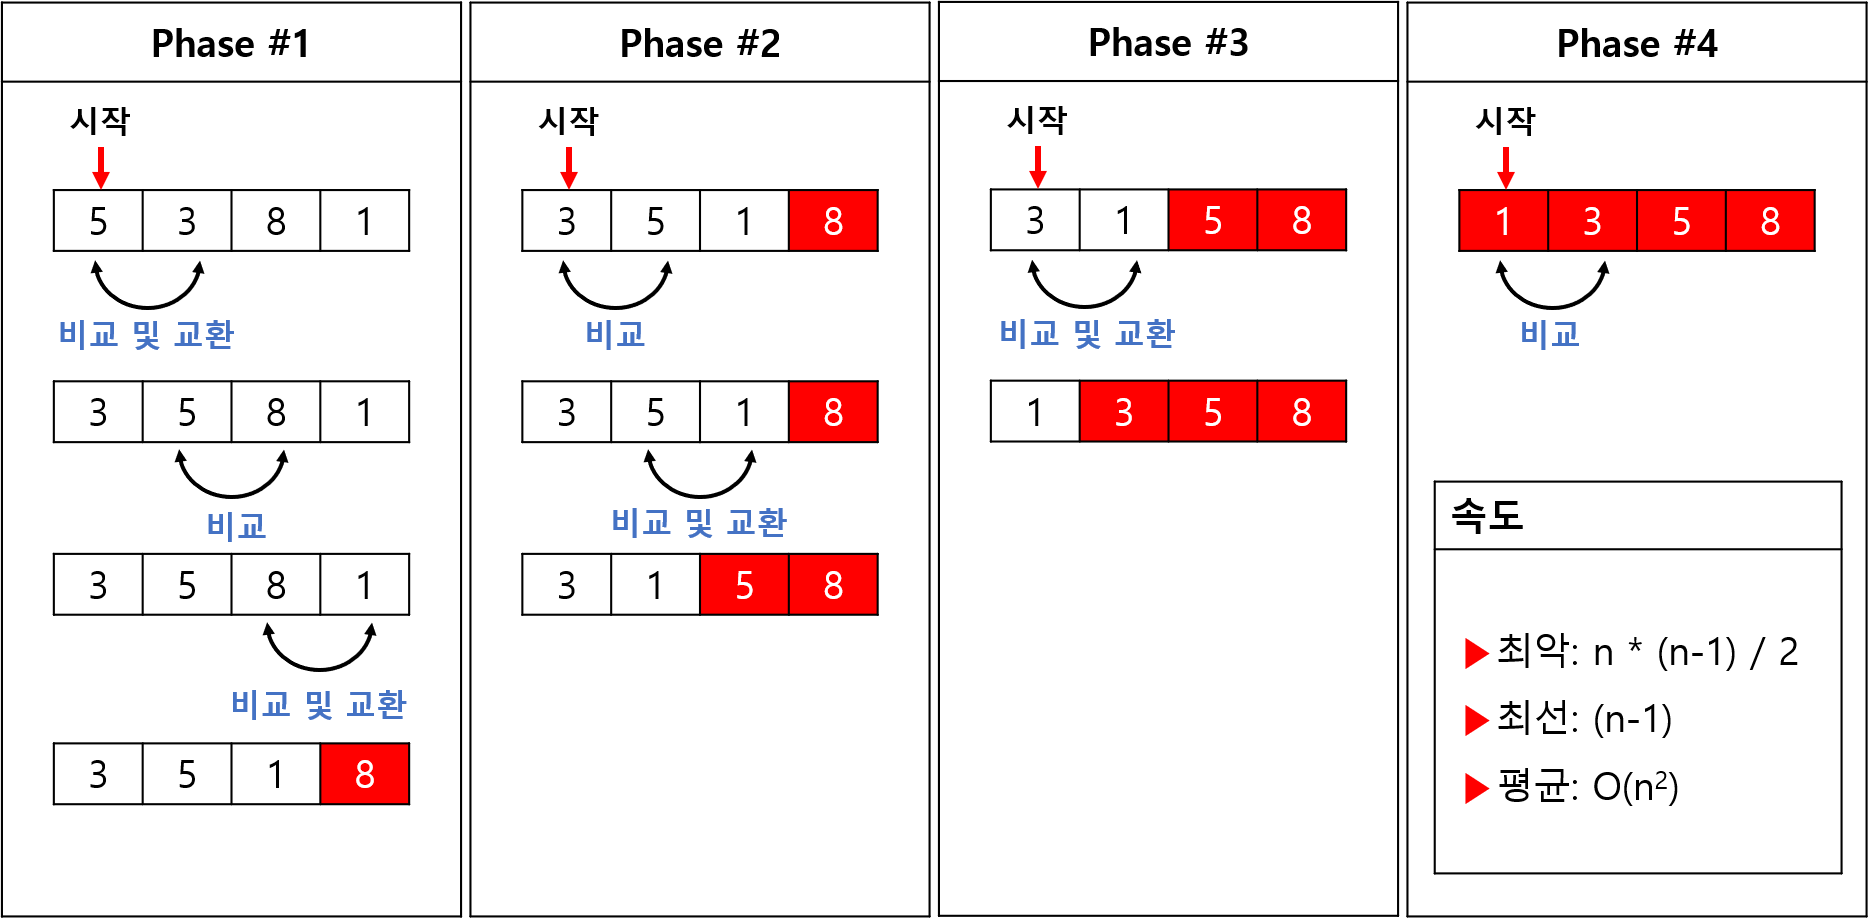 Phase #1
시작
5 3 8 1
비교 및 교환
3 5 8 1
비교
3 5 8 1
비교 및 교환
3 5 1 8
Phase #2
시작
3 5 1 8
비교
3 5 1 8
비교 및 교환
3 1 5 8
Phase #3
시작
3 1 5 8
비교 및 교환
1 3 5 8
Phase #4
시작
1 3 5 8
비교
속도
최악: n * (n-1) / 2
최선: (n-1)
평균: O(n²)